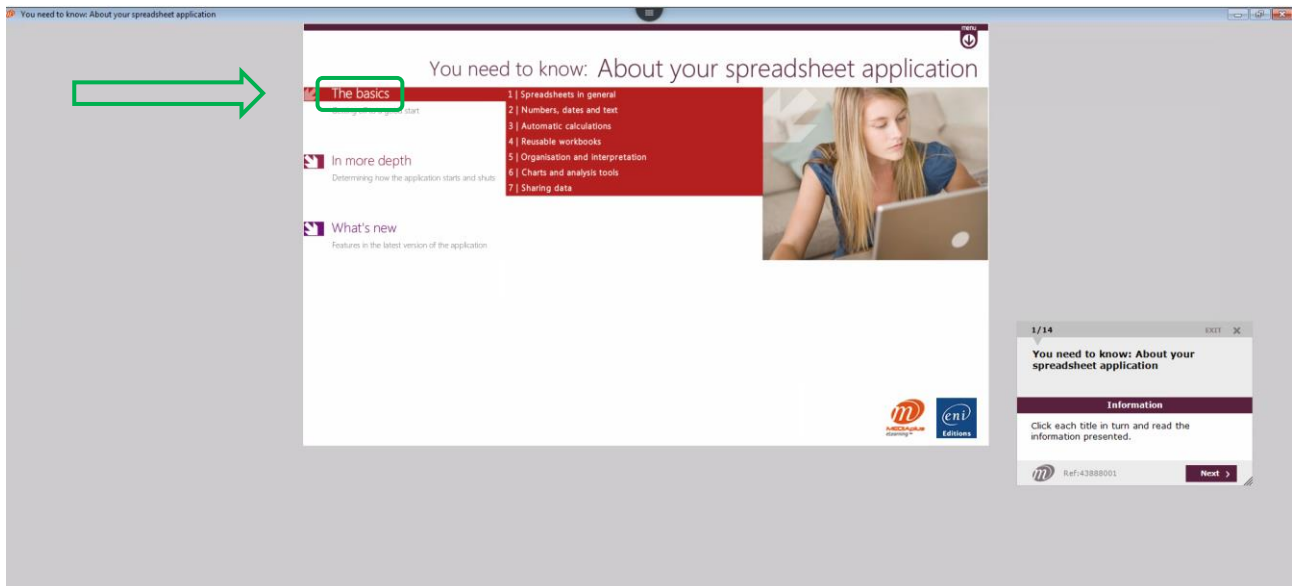 You need to know: About your spreadsheet application
menu
You need to know: About your spreadsheet application
The basics
start
1 | Spreadsheets in general
2 | Numbers, dates and text
3 | Automatic calculations
4 | Reusable workbooks
5 | Organisation and interpretation
6 | Charts and analysis tools
7 | Sharing data
In more depth
Determining how the application starts and shuts
What's new
Features in the latest version of the application
1/14 EXIT X
You need to know: About your
spreadsheet application
Information
Click each title in turn and read the
information presented.
Ref:43888001
Next >
m
MEDIAplus
eLearning™
eni
Editions